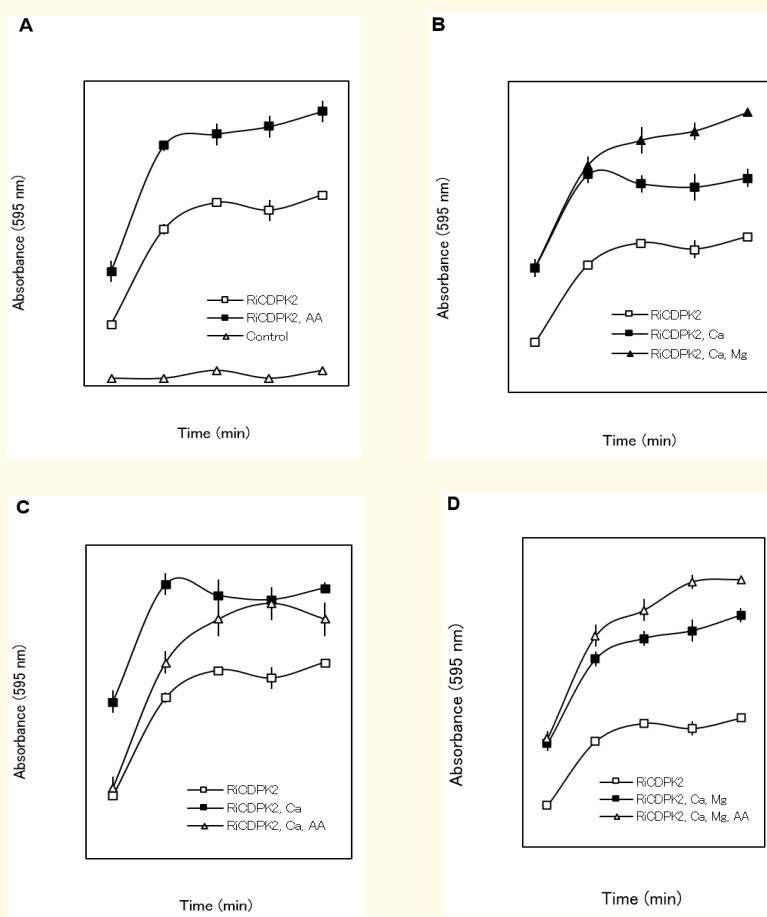 A
Absorbance (595 nm)
RiCDPK2
RiCDPK2, AA
Control
Time (min)
B
Absorbance (595 nm)
RiCDPK2
RiCDPK2, Ca
RiCDPK2, Ca, Mg
Time (min)
C
Absorbance (595 nm)
RiCDPK2
RiCDPK2, Ca
RiCDPK2, Ca, AA
Time (min)
D
Absorbance (595 nm)
RiCDPK2
RiCDPK2, Ca, Mg
RiCDPK2, Ca, Mg, AA
Time (min)